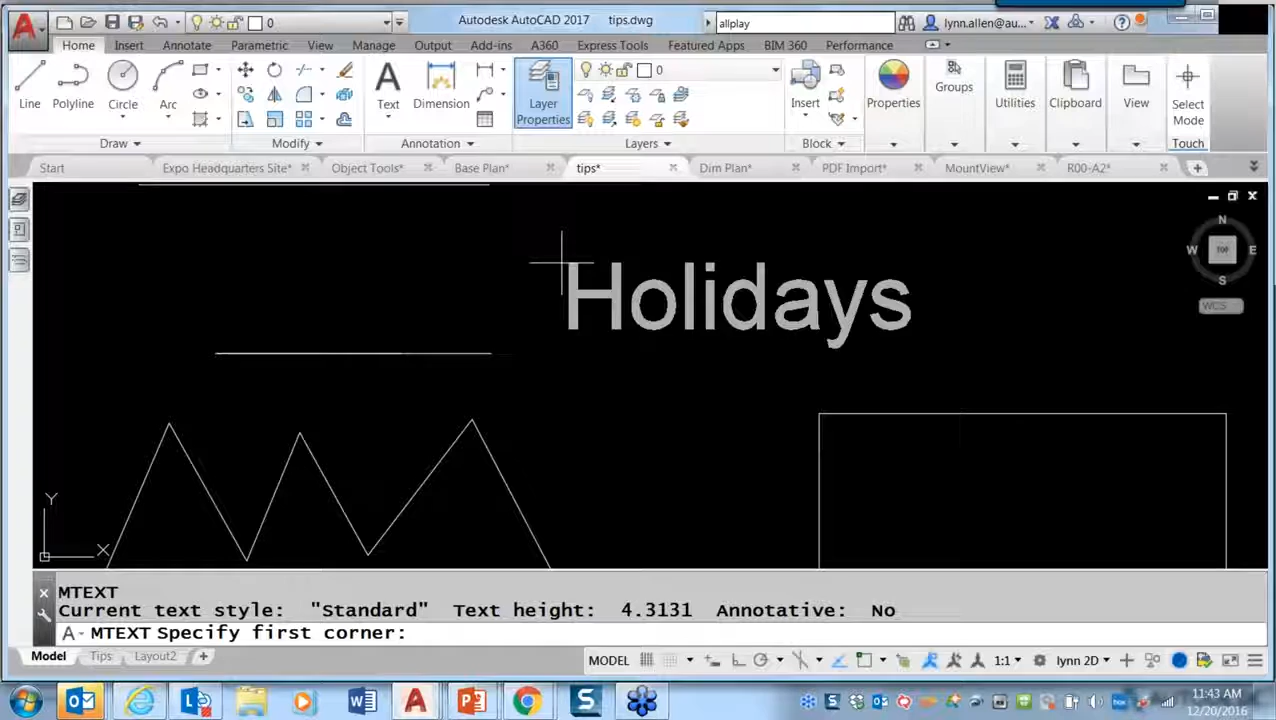 Autodesk AutoCAD 2017 tips.dwg
allplay
lynn.allen@au...
0
Home Insert Annotate Parametric View Manage Output Add-ins A360 Express Tools Featured Apps BIM 360 Performance
0
Line Polyline Circle Arc
Text Dimension
Layer Properties
Insert
Properties
Groups
Utilities
Clipboard
View
Select Mode
Draw Modify Annotation Layers Block Touch
Start Expo Headquarters Site* Object Tools* Base Plan* tips* Dim Plan* PDF Import* MountView* R00-A2*
N
W TOP E
S
WCS
Holidays
Y
X
MTEXT
Current text style: "Standard" Text height: 4.3131 Annotative: No
MTEXT Specify first corner:
Model Tips Layout2
MODEL 1:1 lynn 2D
11:43 AM
12/20/2016